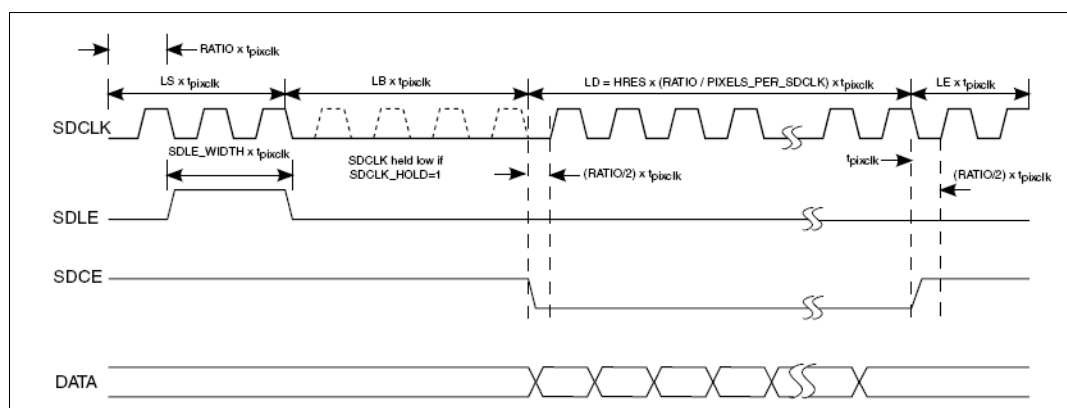 RATIO x tpixclk
LS x tpixclk
LB x tpixclk
LD = HRES x (RATIO / PIXELS_PER_SDCLK) x tpixclk
LE x tpixclk
SDCLK
SDLE_WIDTH x tpixclk
SDCLK held low if
SDCLK_HOLD=1
(RATIO/2) x tpixclk
tpixclk
(RATIO/2) x tpixclk
SDLE
SDCE
DATA